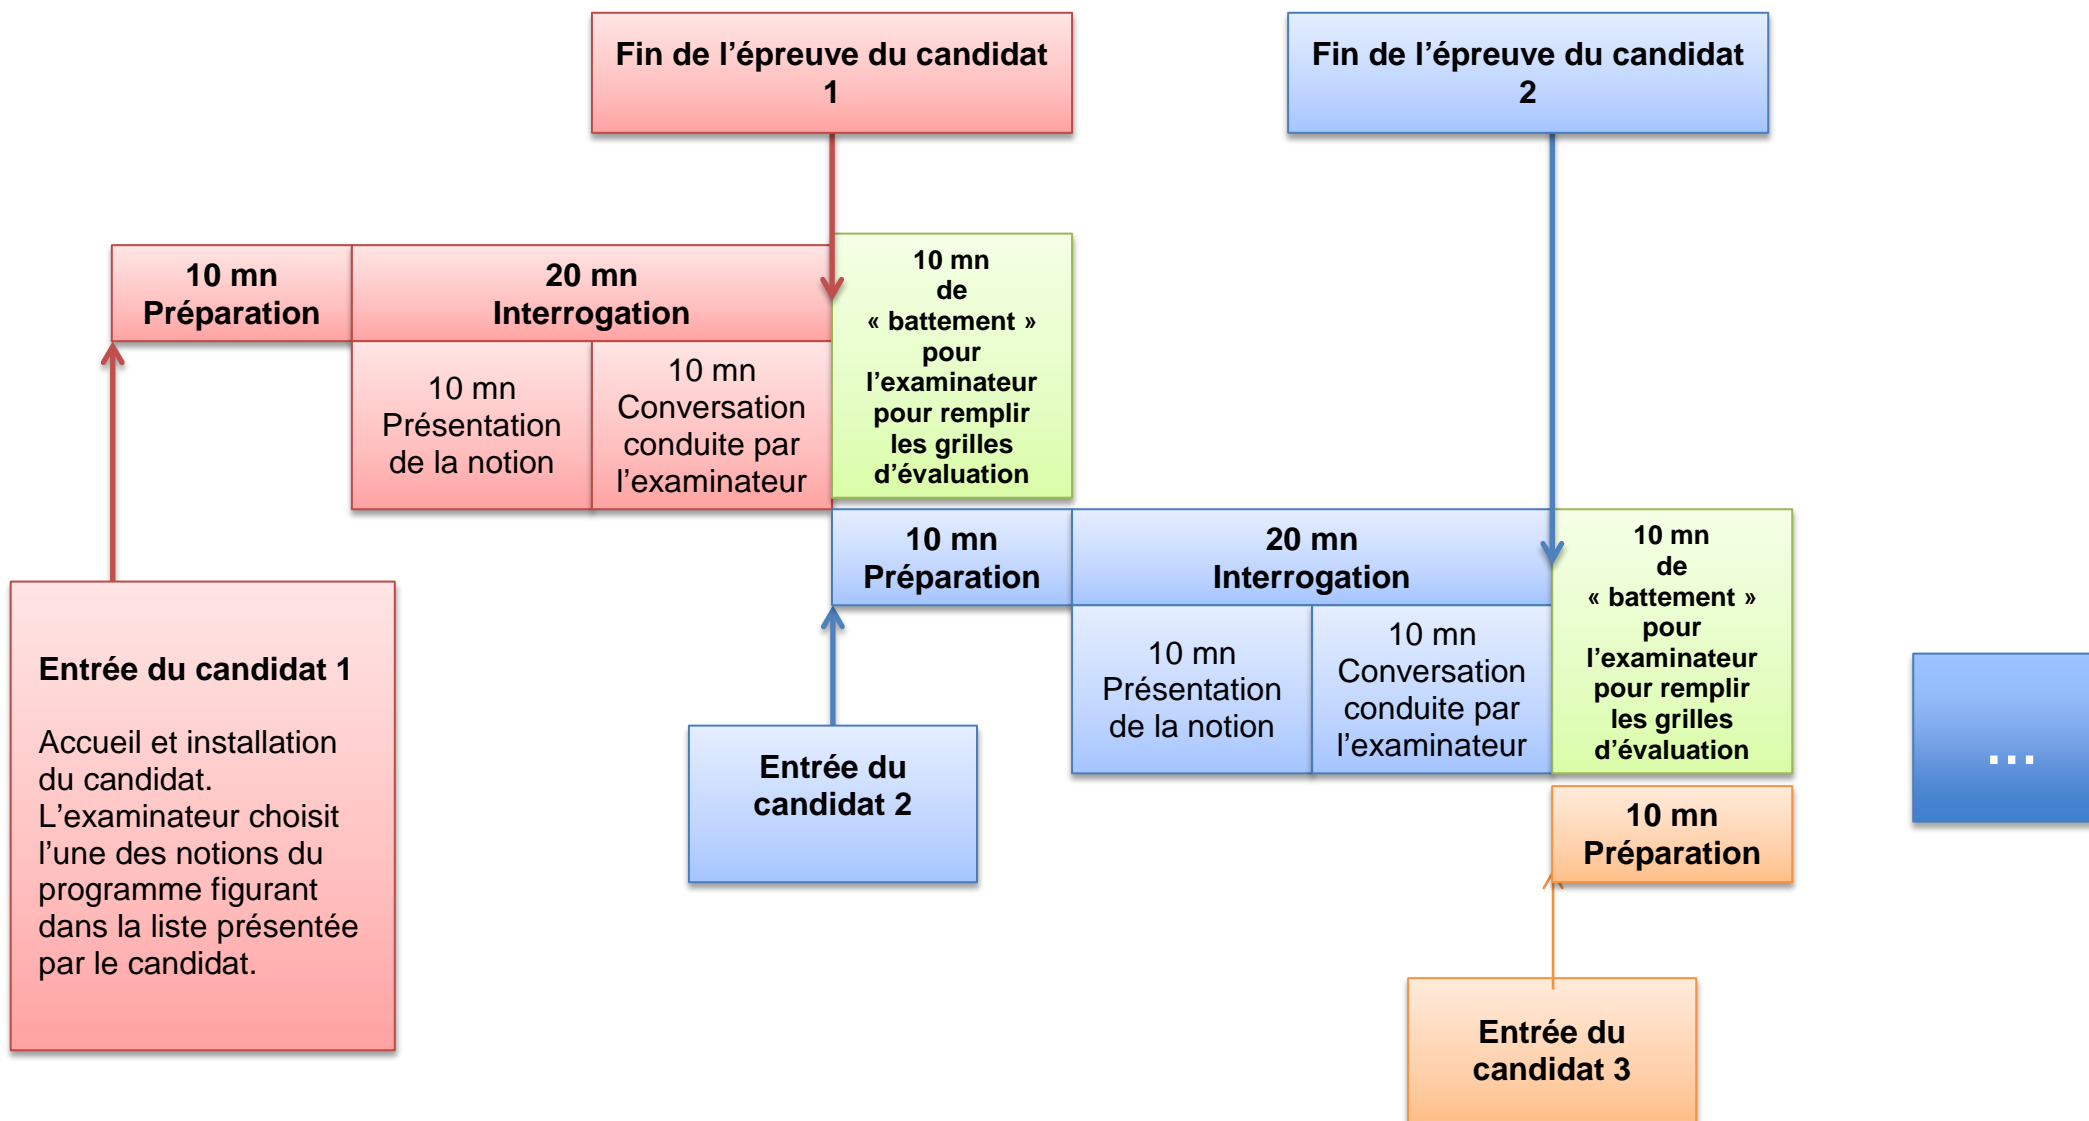 Fin de l’épreuve du candidat
1
Fin de l’épreuve du candidat
2
10 mn
Préparation
20 mn
Interrogation
10 mn
de
« battement »
pour
l’examinateur
pour remplir
les grilles
d’évaluation
10 mn
Présentation
de la notion
10 mn
Conversation
conduite par
l’examinateur
10 mn
Préparation
20 mn
Interrogation
10 mn
de
« battement »
pour
l’examinateur
pour remplir
les grilles
d’évaluation
10 mn
Présentation
de la notion
10 mn
Conversation
conduite par
l’examinateur
Entrée du candidat 1
Accueil et installation
du candidat.
L’examinateur choisit
l’une des notions du
programme figurant
dans la liste présentée
par le candidat.
Entrée du
candidat 2
...
10 mn
Préparation
Entrée du
candidat 3